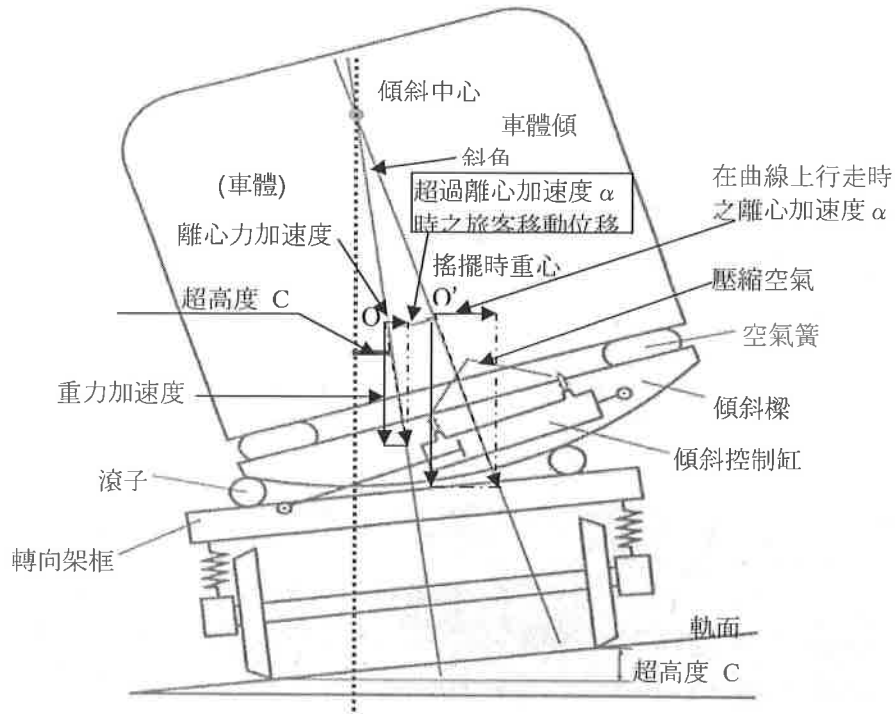 傾斜中心
車體傾
斜角
(車體)
離心力加速度
超過離心加速度 α
時之旅客移動位移
在曲線上行走時
之離心加速度 α
搖擺時重心
壓縮空氣
超高度 C
O
O'
空氣簧
重力加速度
傾斜樑
傾斜控制缸
滾子
轉向架框
軌面
超高度 C